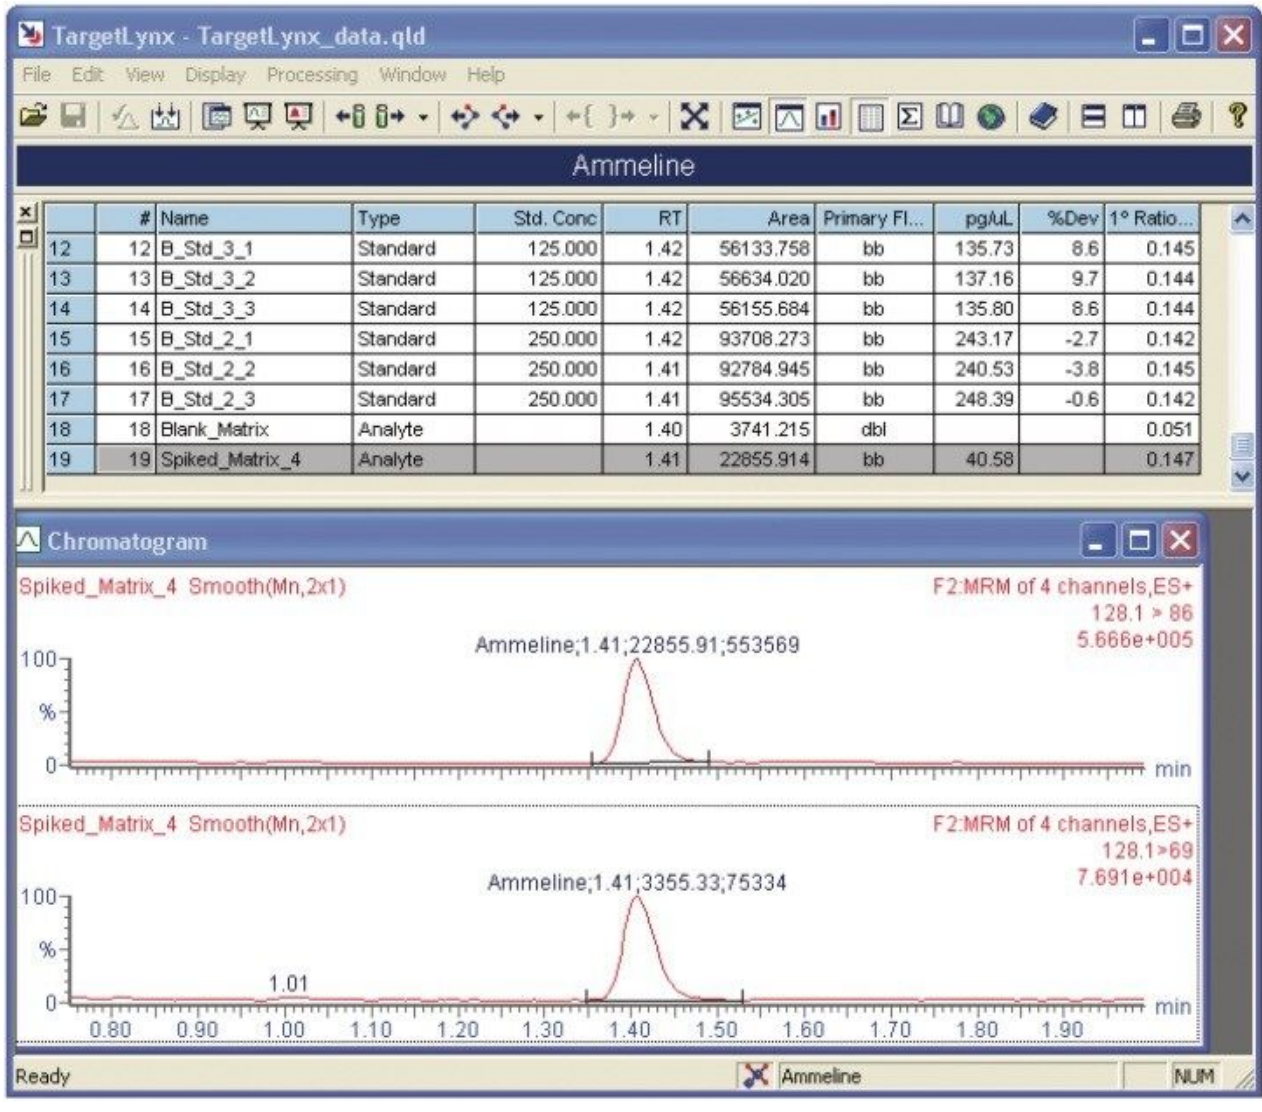 TargetLynx - TargetLynx_data.qld
File Edit View Display Processing Window Help
Ammeline
# Name Type Std. Conc RT Area Primary Fl... pg/uL %Dev 1° Ratio...
12 12 B_Std_3_1 Standard 125.000 1.42 56133.758 bb 135.73 8.6 0.145
13 13 B_Std_3_2 Standard 125.000 1.42 56634.020 bb 137.16 9.7 0.144
14 14 B_Std_3_3 Standard 125.000 1.42 56155.684 bb 135.80 8.6 0.144
15 15 B_Std_2_1 Standard 250.000 1.42 93708.273 bb 243.17 -2.7 0.142
16 16 B_Std_2_2 Standard 250.000 1.41 92784.945 bb 240.53 -3.8 0.145
17 17 B_Std_2_3 Standard 250.000 1.41 95534.305 bb 248.39 -0.6 0.142
18 18 Blank_Matrix Analyte 1.40 3741.215 dbl 0.051
19 19 Spiked_Matrix_4 Analyte 1.41 22855.914 bb 40.58 0.147
Chromatogram
Spiked_Matrix_4 Smooth(Mn,2x1) F2:MRM of 4 channels,ES+
128.1 > 86
5.666e+005
Ammeline;1.41;22855.91;553569
100
%
0
min
Spiked_Matrix_4 Smooth(Mn,2x1) F2:MRM of 4 channels,ES+
128.1>69
7.691e+004
Ammeline;1.41;3355.33;75334
100
%
1.01
0
min
0.80 0.90 1.00 1.10 1.20 1.30 1.40 1.50 1.60 1.70 1.80 1.90
Ready Ammeline NUM